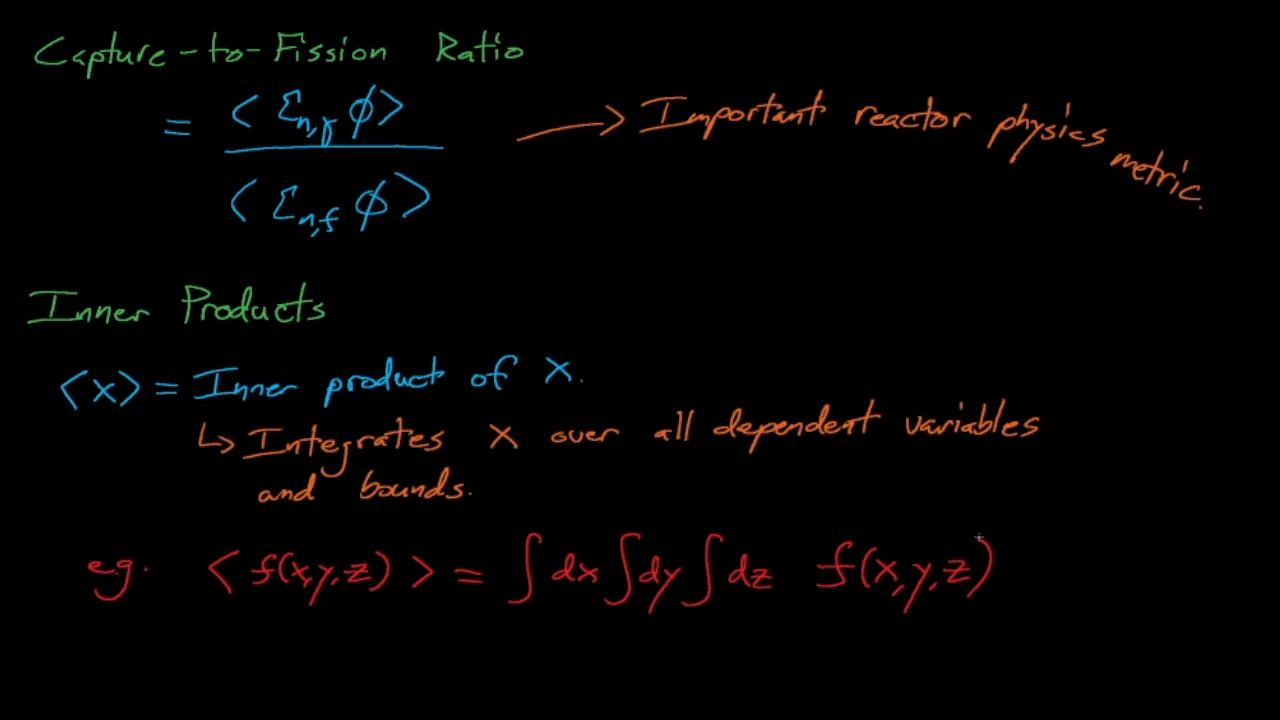 Capture-to-Fission Ratio
= <Σn,γ ϕ> / <Σn,f ϕ> → Important reactor physics metric.
Inner Products
<x> = Inner product of x.
↳ Integrates x over all dependent variables
and bounds.
e.g. <f(x,y,z)> = ∫dx∫dy∫dz f(x,y,z)